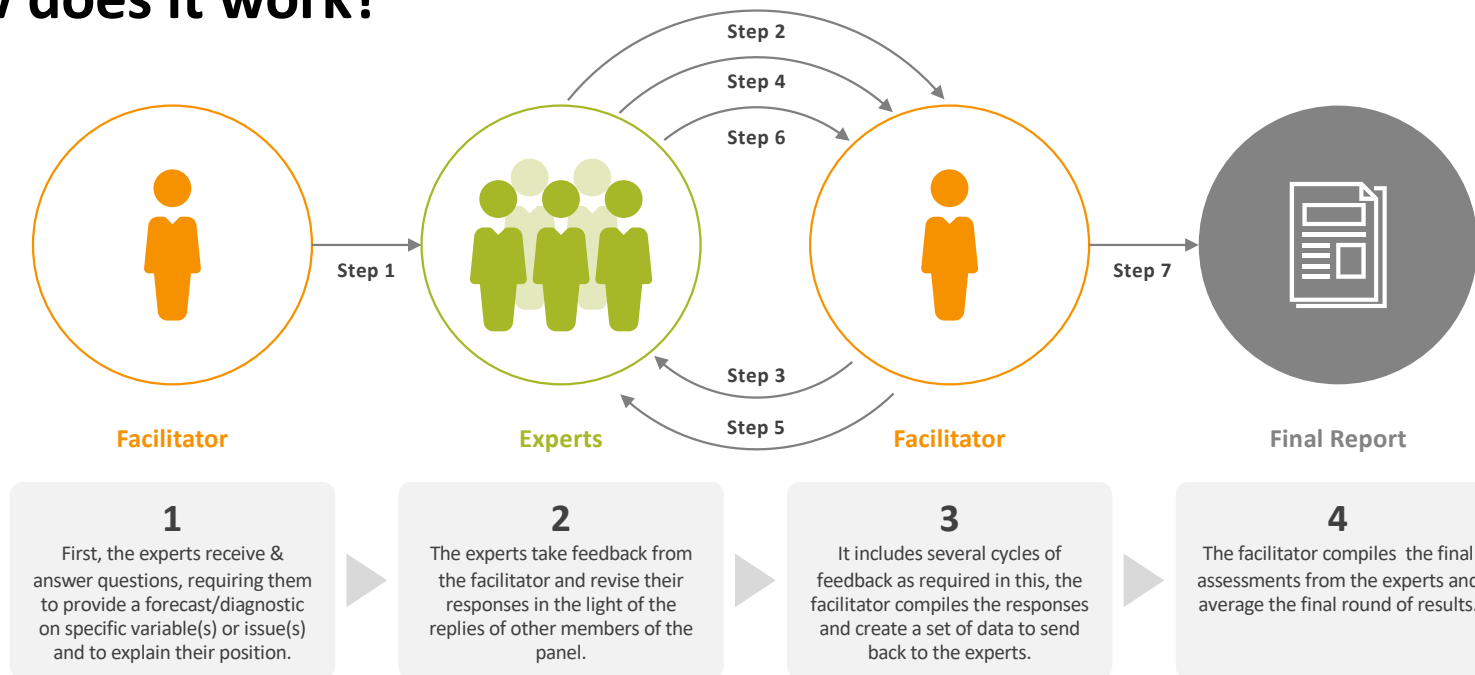 does it work?
Step 2
Step 4
Step 6
Step 1
Step 7
Step 3
Step 5
Facilitator
Experts
Facilitator
Final Report
1
First, the experts receive &
answer questions, requiring them
to provide a forecast/diagnostic
on specific variable(s) or issue(s)
and to explain their position.
2
The experts take feedback from
the facilitator and revise their
responses in the light of the
replies of other members of the
panel.
3
It includes several cycles of
feedback as required in this, the
facilitator compiles the responses
and create a set of data to send
back to the experts.
4
The facilitator compiles the final
assessments from the experts and
average the final round of results.